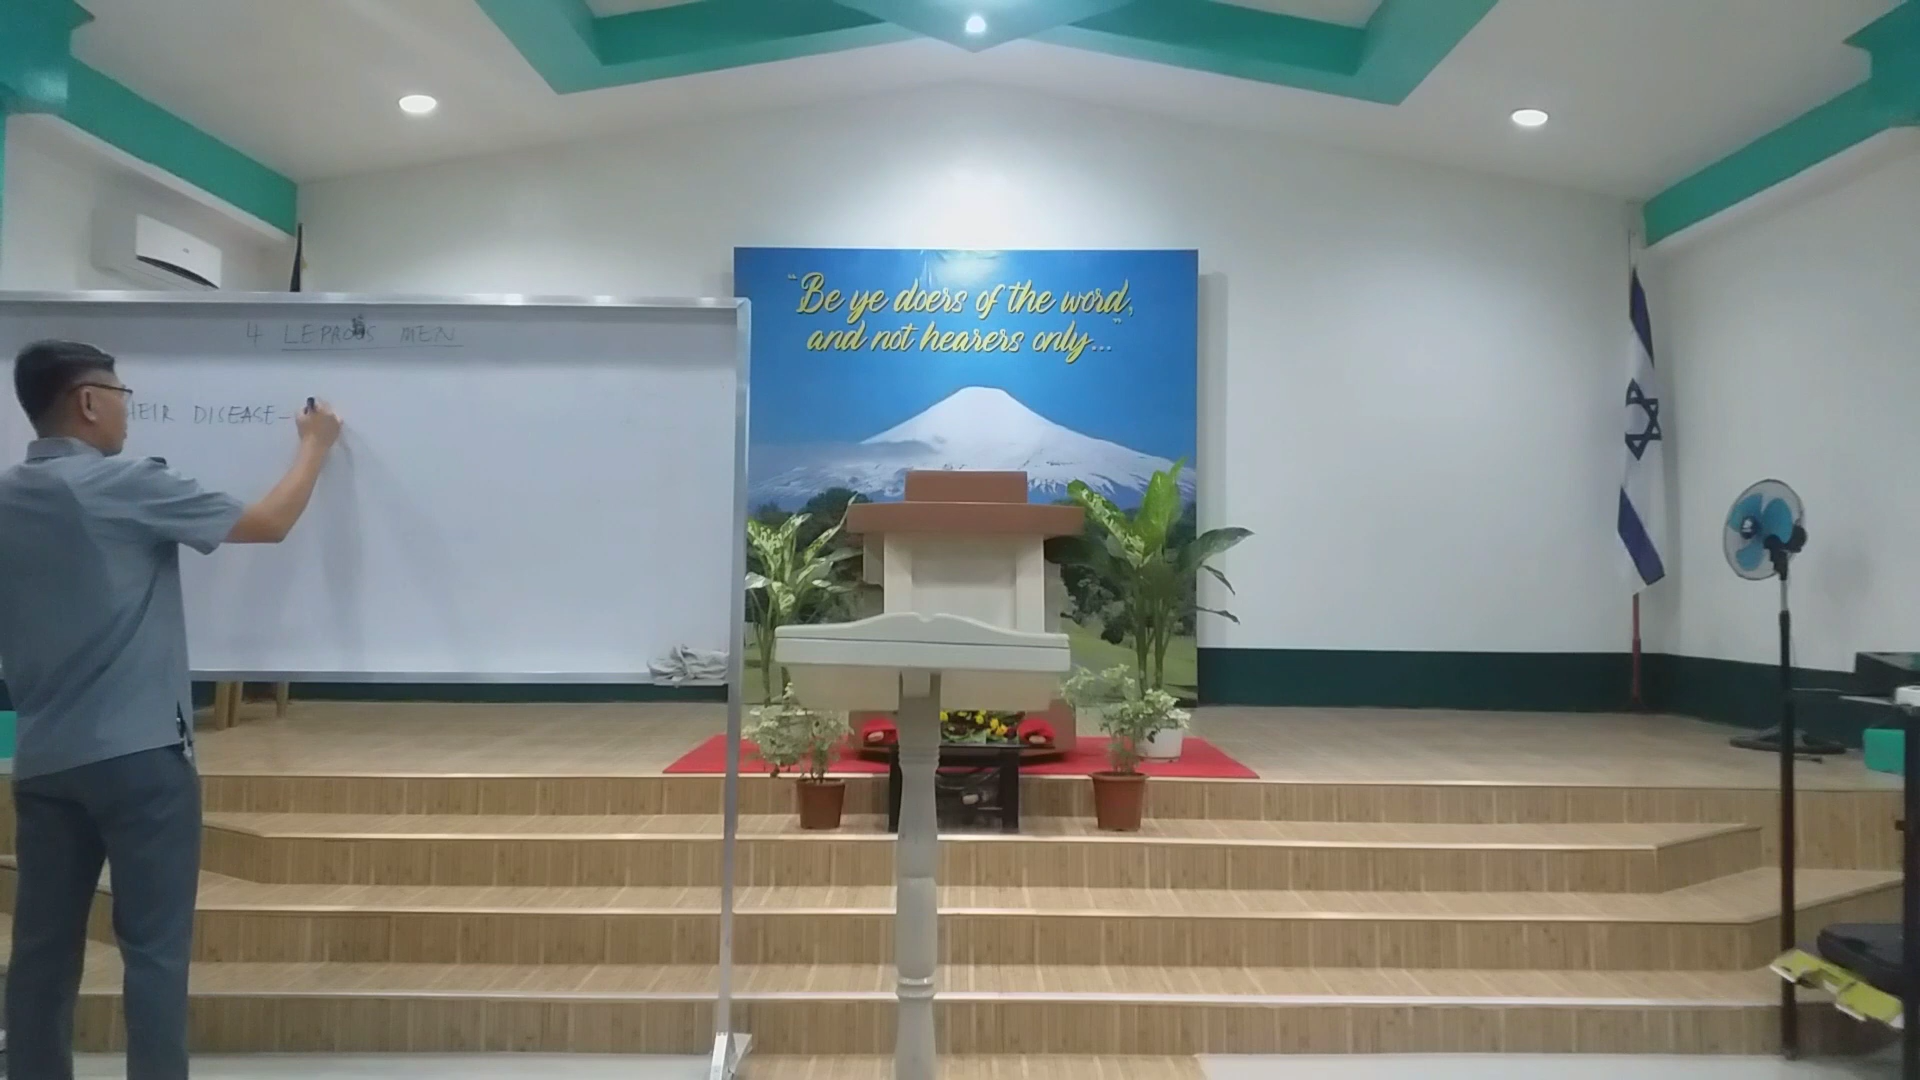 4 LEPROUS MEN
HEIR DISEASE-
"Be ye doers of the word,
and not hearers only..."